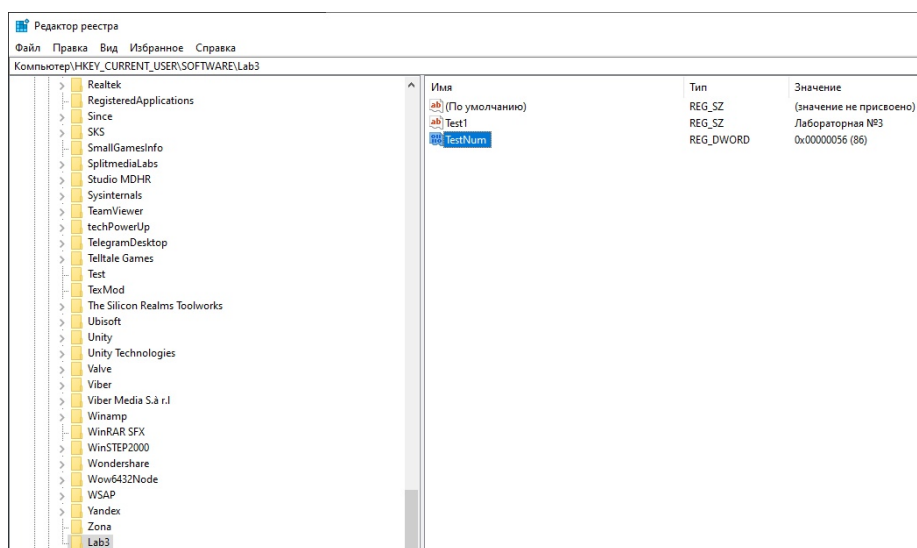 Редактор реестра
Файл Правка Вид Избранное Справка
Компьютер\HKEY_CURRENT_USER\SOFTWARE\Lab3
Realtek
RegisteredApplications
Since
SKS
SmallGamesInfo
SplitmediaLabs
Studio MDHR
Sysinternals
TeamViewer
techPowerUp
TelegramDesktop
Telltale Games
Test
TexMod
The Silicon Realms Toolworks
Ubisoft
Unity
Unity Technologies
Valve
Viber
Viber Media S.à r.l
Winamp
WinRAR SFX
WinSTEP2000
Wondershare
Wow6432Node
WSAP
Yandex
Zona
Lab3
Имя Тип Значение
(По умолчанию) REG_SZ (значение не присвоено)
Test1 REG_SZ Лабораторная №3
TestNum REG_DWORD 0x00000056 (86)